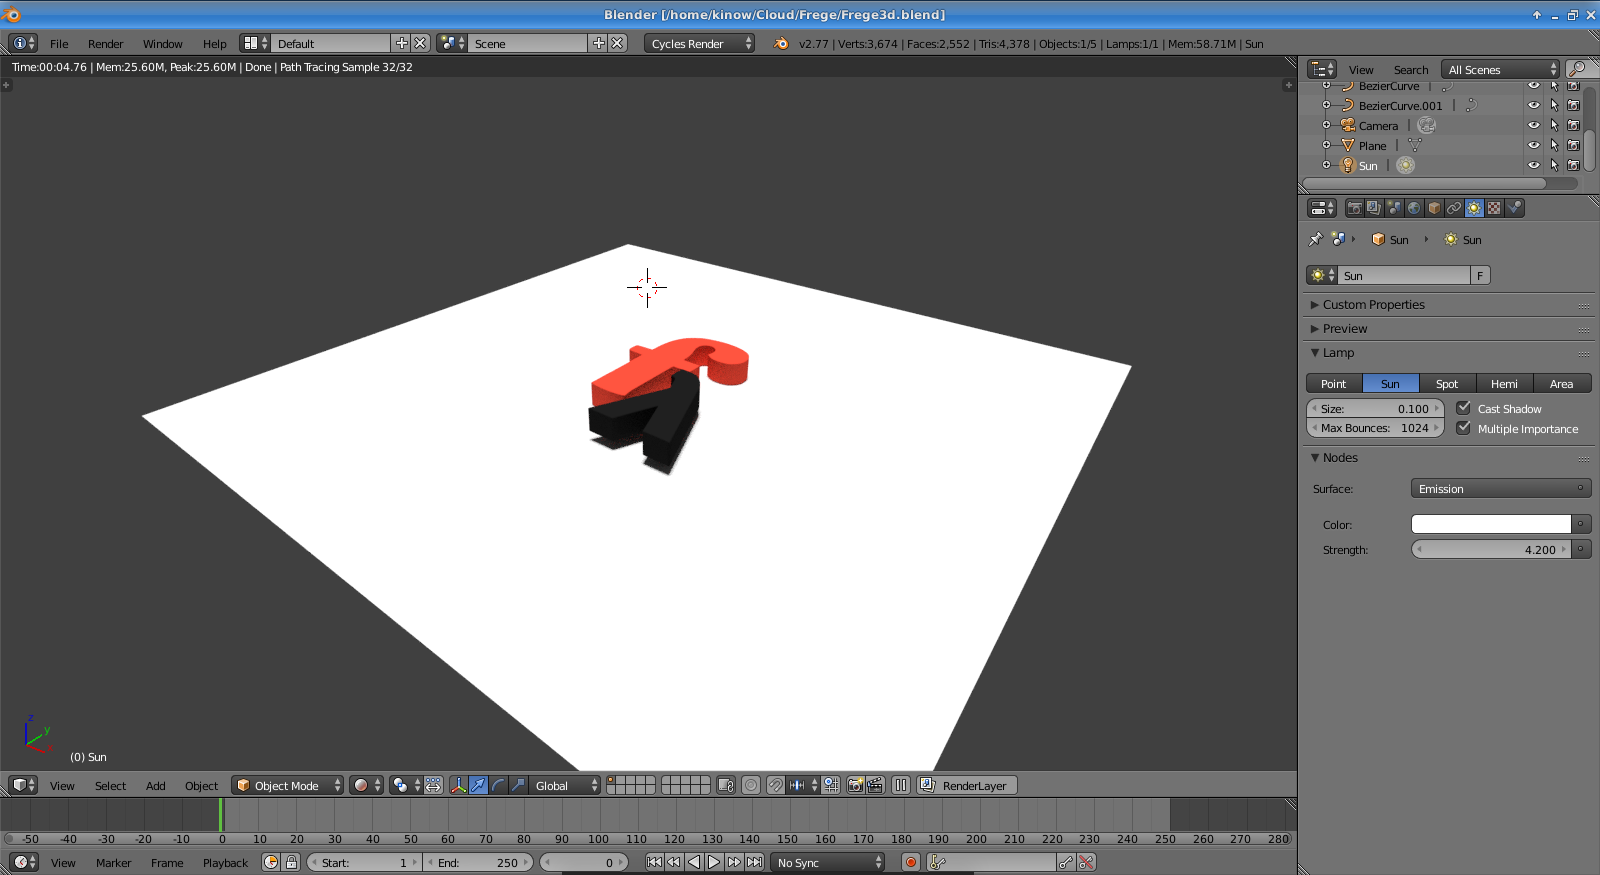 Blender [/home/kinow/Cloud/Frege/Frege3d.blend]
File Render Window Help Default Scene Cycles Render v2.77 | Verts:3,674 | Faces:2,552 | Tris:4,378 | Objects:1/5 | Lamps:1/1 | Mem:58.71M | Sun
Time:00:04.76 | Mem:25.60M, Peak:25.60M | Done | Path Tracing Sample 32/32
View Search All Scenes
BezierCurve
BezierCurve.001
Camera
Plane
Sun
Sun Sun
Sun F
Custom Properties
Preview
Lamp
Point Sun Spot Hemi Area
Size: 0.100 Cast Shadow
Max Bounces: 1024 Multiple Importance
Nodes
Surface: Emission
Color:
Strength: 4.200
z
y
x
(0) Sun
View Select Add Object Object Mode Global RenderLayer
-50 -40 -30 -20 -10 0 10 20 30 40 50 60 70 80 90 100 110 120 130 140 150 160 170 180 190 200 210 220 230 240 250 260 270 280
View Marker Frame Playback Start: 1 End: 250 0 No Sync